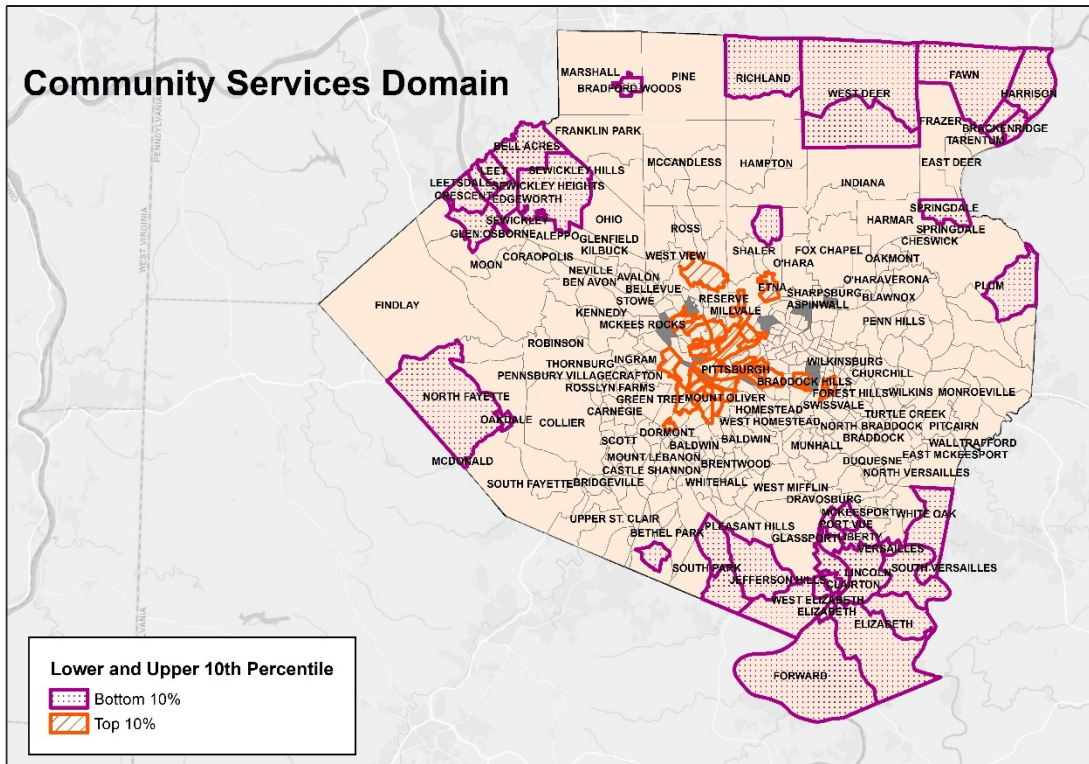 Community Services Domain
MARSHALL
PINE
BRADFORD WOODS
RICHLAND
WEST DEER
FAWN
HARRISON
FRAZER
BRACKENRIDGE
TARENTUM
FRANKLIN PARK
BELL ACRES
MCCANDLESS
HAMPTON
EAST DEER
LEET
SEWICKLEY HILLS
LEETSDALE
SEWICKLEY HEIGHTS
CRESCENT
EDGEWORTH
INDIANA
SPRINGDALE
SEWICKLEY
OHIO
HARMAR
SPRINGDALE
GLEN OSBORNE
ALEPPO
GLENFIELD
ROSS
CHESWICK
KILBUCK
SHALER
FOX CHAPEL
MOON
CORAOPOLIS
WEST VIEW
O'HARA
OAKMONT
NEVILLE
AVALON
BEN AVON
ETNA
O'HARA
VERONA
PLUM
BELLEVUE
SHARPSBURG
FINDLAY
STOWE
RESERVE
ASPINWALL
BLAWNOX
KENNEDY
MILLVALE
PENN HILLS
MCKEES ROCKS
ROBINSON
THORNBURG
INGRAM
WILKINSBURG
PENNSBURY VILLAGE
CRAFTON
PITTSBURGH
CHURCHILL
ROSSLYN FARMS
BRADDOCK HILLS
NORTH FAYETTE
GREEN TREE
MOUNT OLIVER
FOREST HILLS
WILKINS
MONROEVILLE
CARNEGIE
HOMESTEAD
SWISSVALE
OAKDALE
COLLIER
WEST HOMESTEAD
TURTLE CREEK
DORMONT
NORTH BRADDOCK
PITCAIRN
SCOTT
BALDWIN
BALDWIN
MUNHALL
BRADDOCK
WALL
TRAFFORD
MCDONALD
MOUNT LEBANON
EAST MCKEESPORT
CASTLE SHANNON
BRENTWOOD
DUQUESNE
SOUTH FAYETTE
BRIDGEVILLE
WHITEHALL
NORTH VERSAILLES
WEST MIFFLIN
DRAVOSBURG
UPPER ST. CLAIR
MCKEESPORT
WHITE OAK
BETHEL PARK
PLEASANT HILLS
PORT VUE
GLASSPORT
LIBERTY
VERSAILLES
SOUTH PARK
JEFFERSON HILLS
LINCOLN
SOUTH VERSAILLES
CLAIRTON
WEST ELIZABETH
ELIZABETH
ELIZABETH
FORWARD
PENNSYLVANIA
WEST VIRGINIA
Lower and Upper 10th Percentile
Bottom 10%
Top 10%